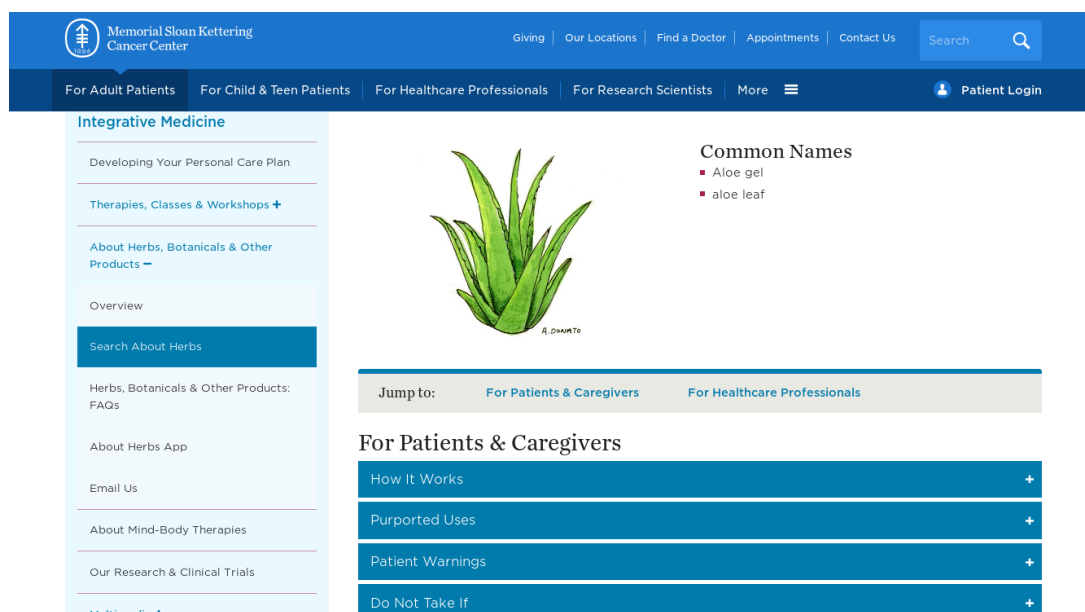 Memorial Sloan Kettering
Cancer Center
1884
Giving
Our Locations
Find a Doctor
Appointments
Contact Us
Search
For Adult Patients
For Child & Teen Patients
For Healthcare Professionals
For Research Scientists
More
Patient Login
Integrative Medicine
Developing Your Personal Care Plan
Therapies, Classes & Workshops +
About Herbs, Botanicals & Other
Products −
Overview
Search About Herbs
Herbs, Botanicals & Other Products:
FAQs
About Herbs App
Email Us
About Mind-Body Therapies
Our Research & Clinical Trials
A. DONATO
Common Names
Aloe gel
aloe leaf
Jump to:
For Patients & Caregivers
For Healthcare Professionals
For Patients & Caregivers
How It Works +
Purported Uses +
Patient Warnings +
Do Not Take If +